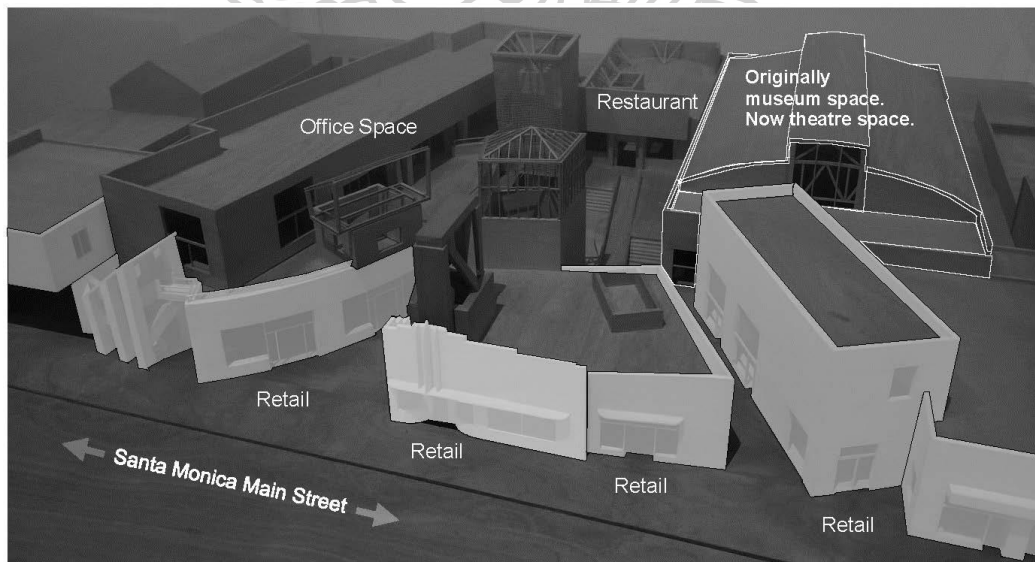 Office Space
Restaurant
Originally
museum space.
Now theatre space.
Retail
Retail
Retail
Retail
Santa Monica Main Street